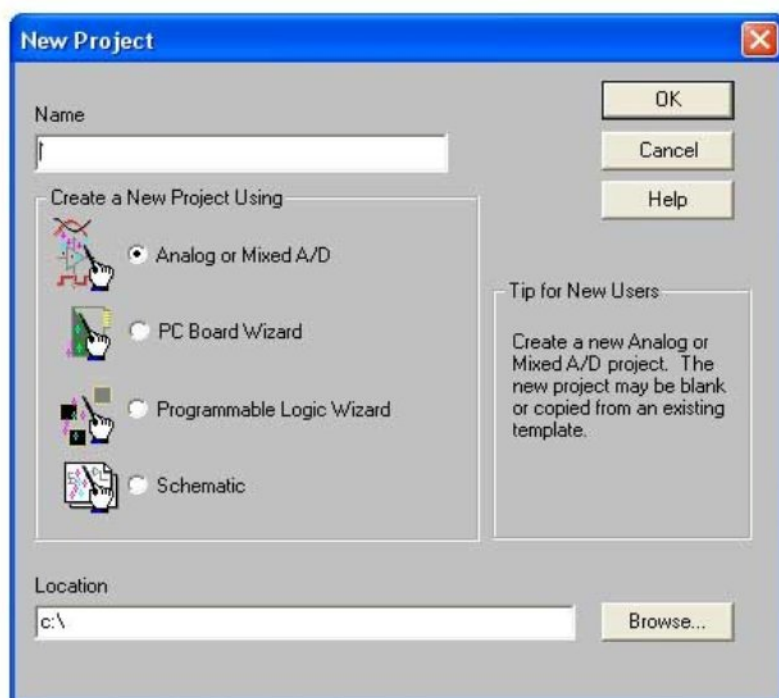 New Project
Name
OK
Cancel
Help
Create a New Project Using
Analog or Mixed A/D
PC Board Wizard
Programmable Logic Wizard
Schematic
Tip for New Users
Create a new Analog or
Mixed A/D project. The
new project may be blank
or copied from an existing
template.
Location
c:\
Browse...